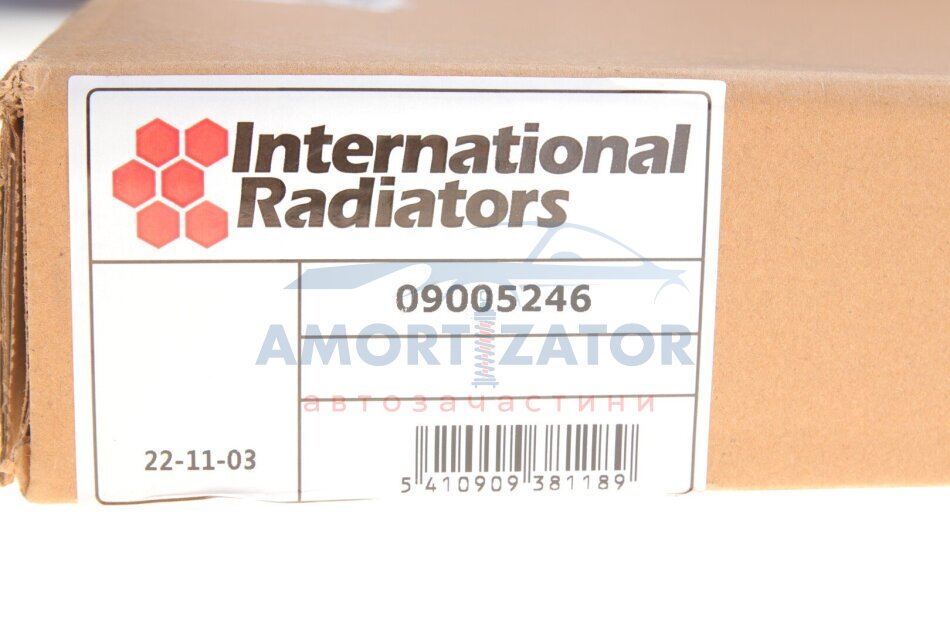 International
Radiators
09005246
AMORTIZATOR
автозачастини
22-11-03
5 410909 381189